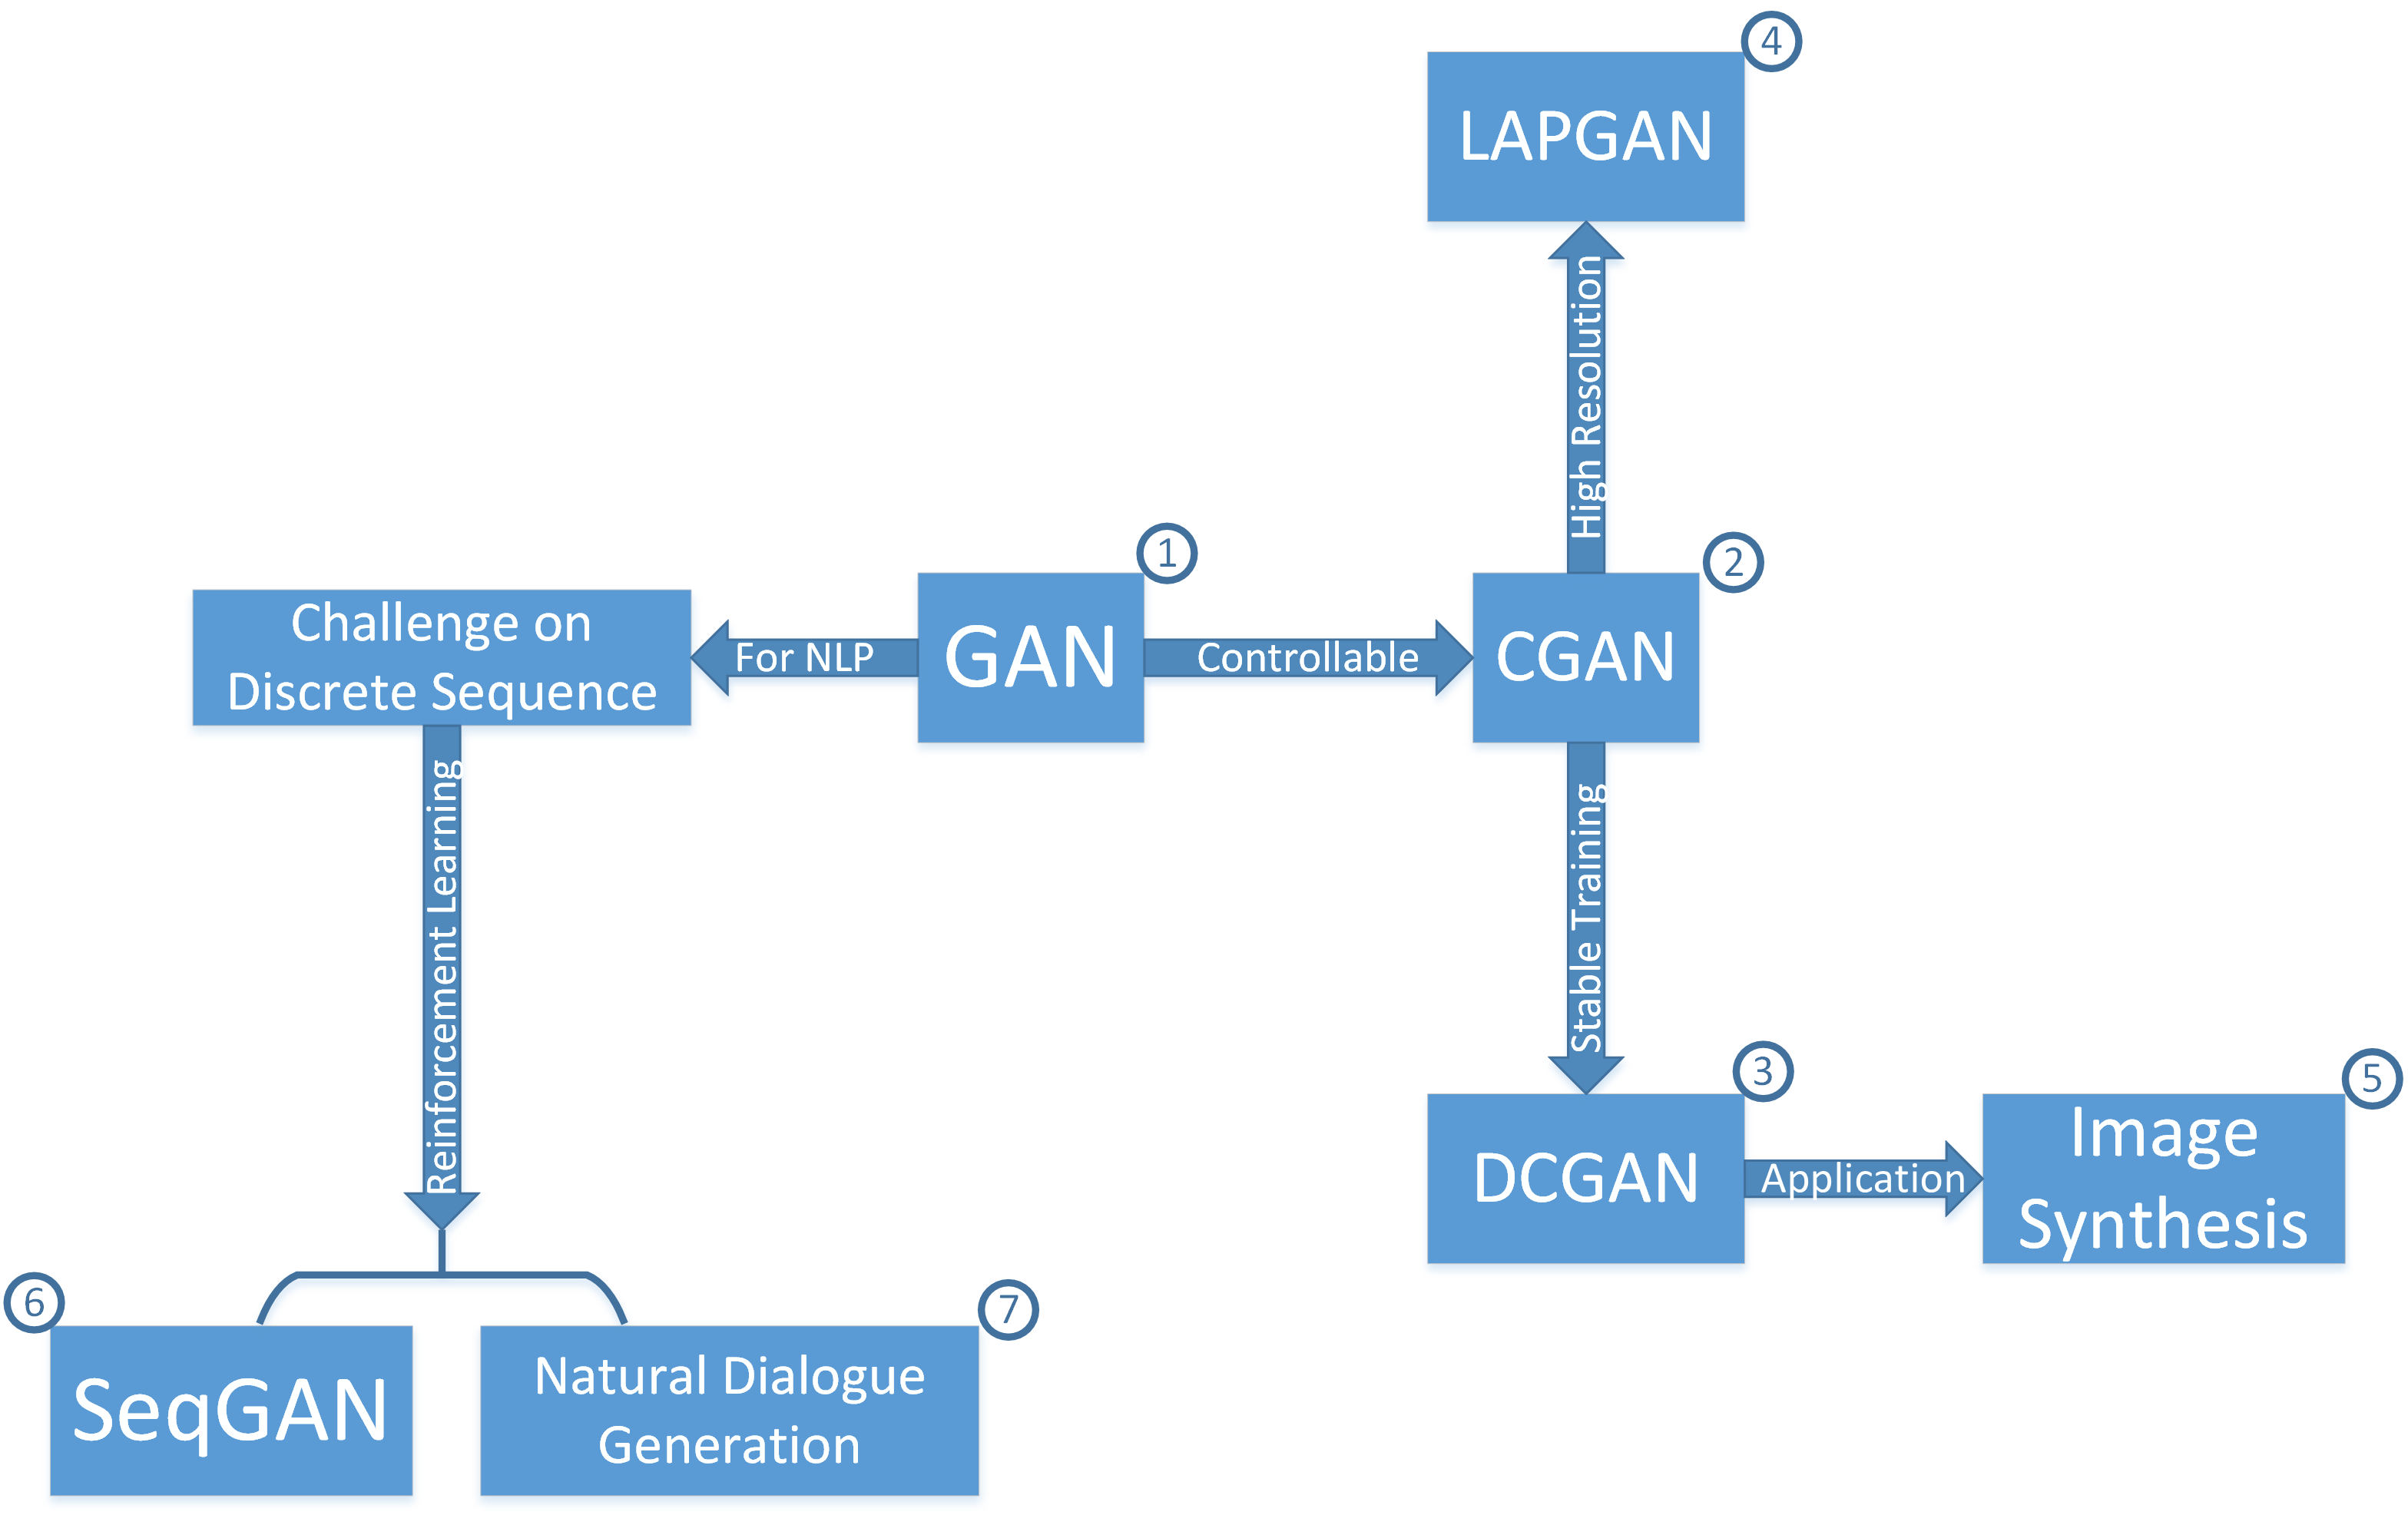 4
LAPGAN
High Resolution
1
2
Challenge on
Discrete Sequence
For NLP
GAN
Controllable
CGAN
Reinforcement Learning
Stable Training
3
5
DCGAN
Application
Image
Synthesis
6
7
SeqGAN
Natural Dialogue
Generation